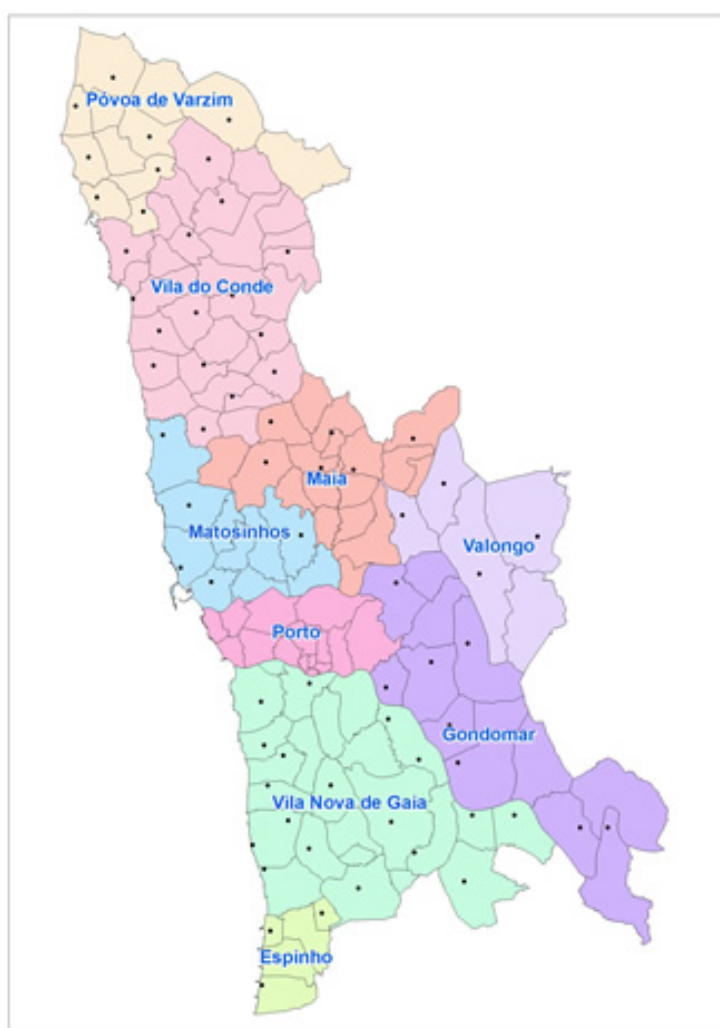 Póvoa de Varzim
Vila do Conde
Maia
Matosinhos
Valongo
Porto
Gondomar
Vila Nova de Gaia
Espinho